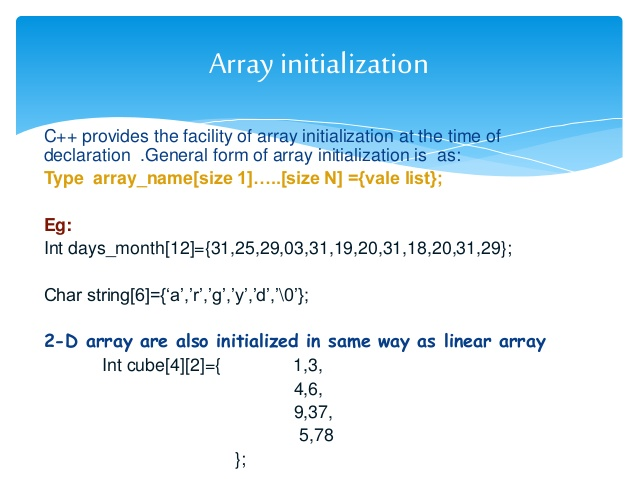 Array initialization
C++ provides the facility of array initialization at the time of
declaration .General form of array initialization is as:
Type array_name[size 1]…..[size N] ={vale list};
Eg:
Int days_month[12]={31,25,29,03,31,19,20,31,18,20,31,29};
Char string[6]={‘a’,’r’,’g’,’y’,’d’,’\0’};
2-D array are also initialized in same way as linear array
Int cube[4][2]={ 1,3,
4,6,
9,37,
5,78
};